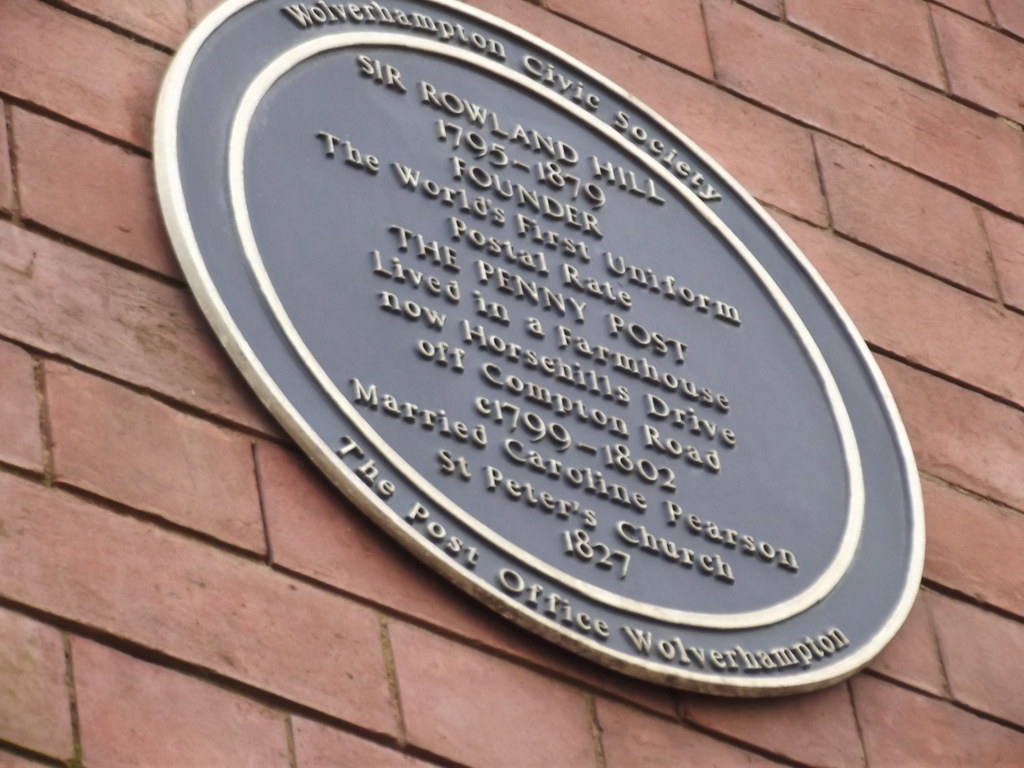 Wolverhampton Civic Society
SIR ROWLAND HILL
1795-1879
FOUNDER
The World's First Uniform
Postal Rate
THE PENNY POST
Lived in a Farmhouse
now Horsehills Drive
off Compton Road
c1799-1802
Married Caroline Pearson
St Peter's Church
1827
The Post Office Wolverhampton